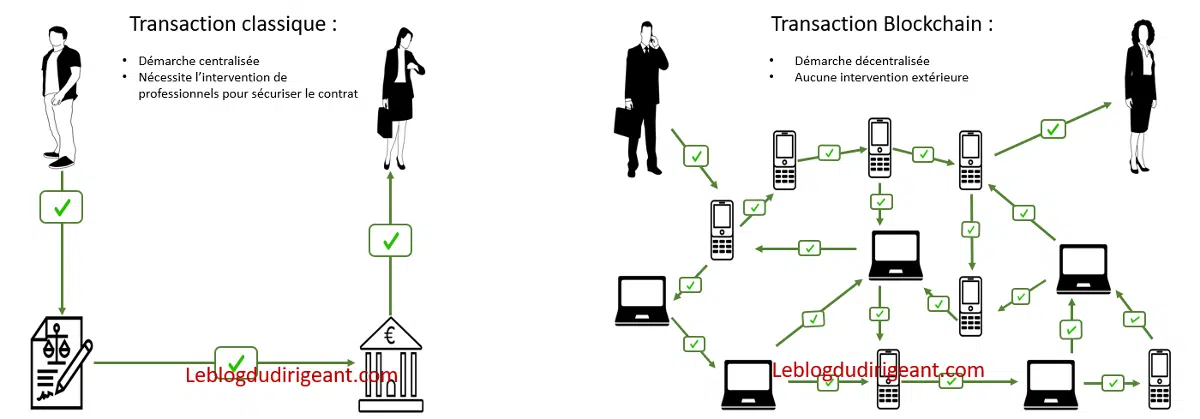 Transaction classique :
• Démarche centralisée
• Nécessite l’intervention de
professionnels pour sécuriser le contrat
€
Leblogdudirigeant.com
Transaction Blockchain :
• Démarche décentralisée
• Aucune intervention extérieure
Leblogdudirigeant.com